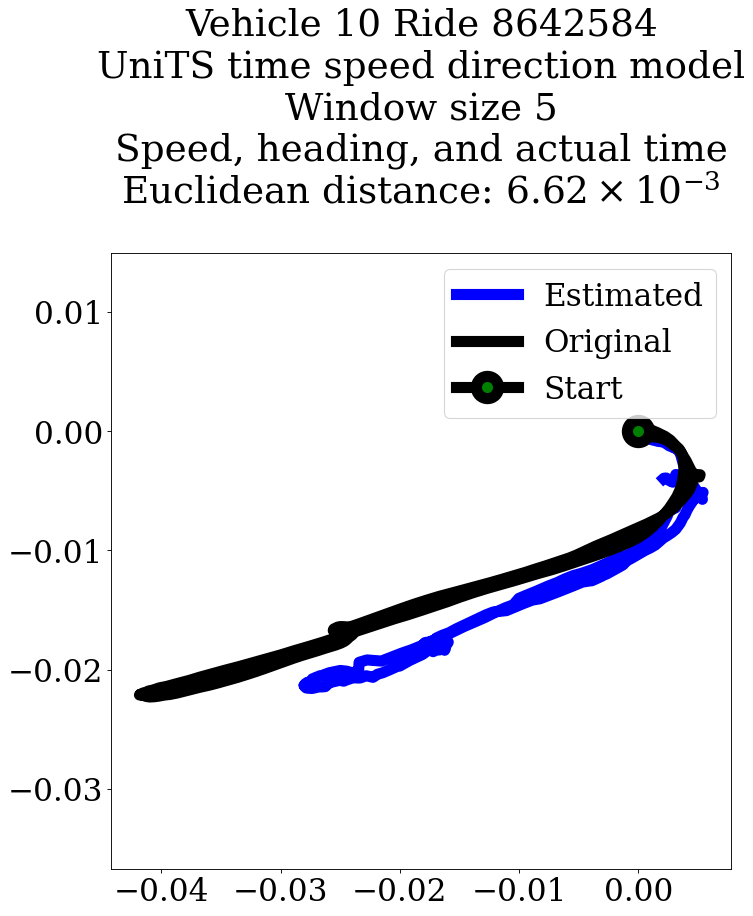 Vehicle 10 Ride 8642584
UniTS time speed direction model
Window size 5
Speed, heading, and actual time
Euclidean distance: 6.62 × 10⁻³
Estimated
Original
Start
0.01
0.00
−0.01
−0.02
−0.03
−0.04 −0.03 −0.02 −0.01 0.00